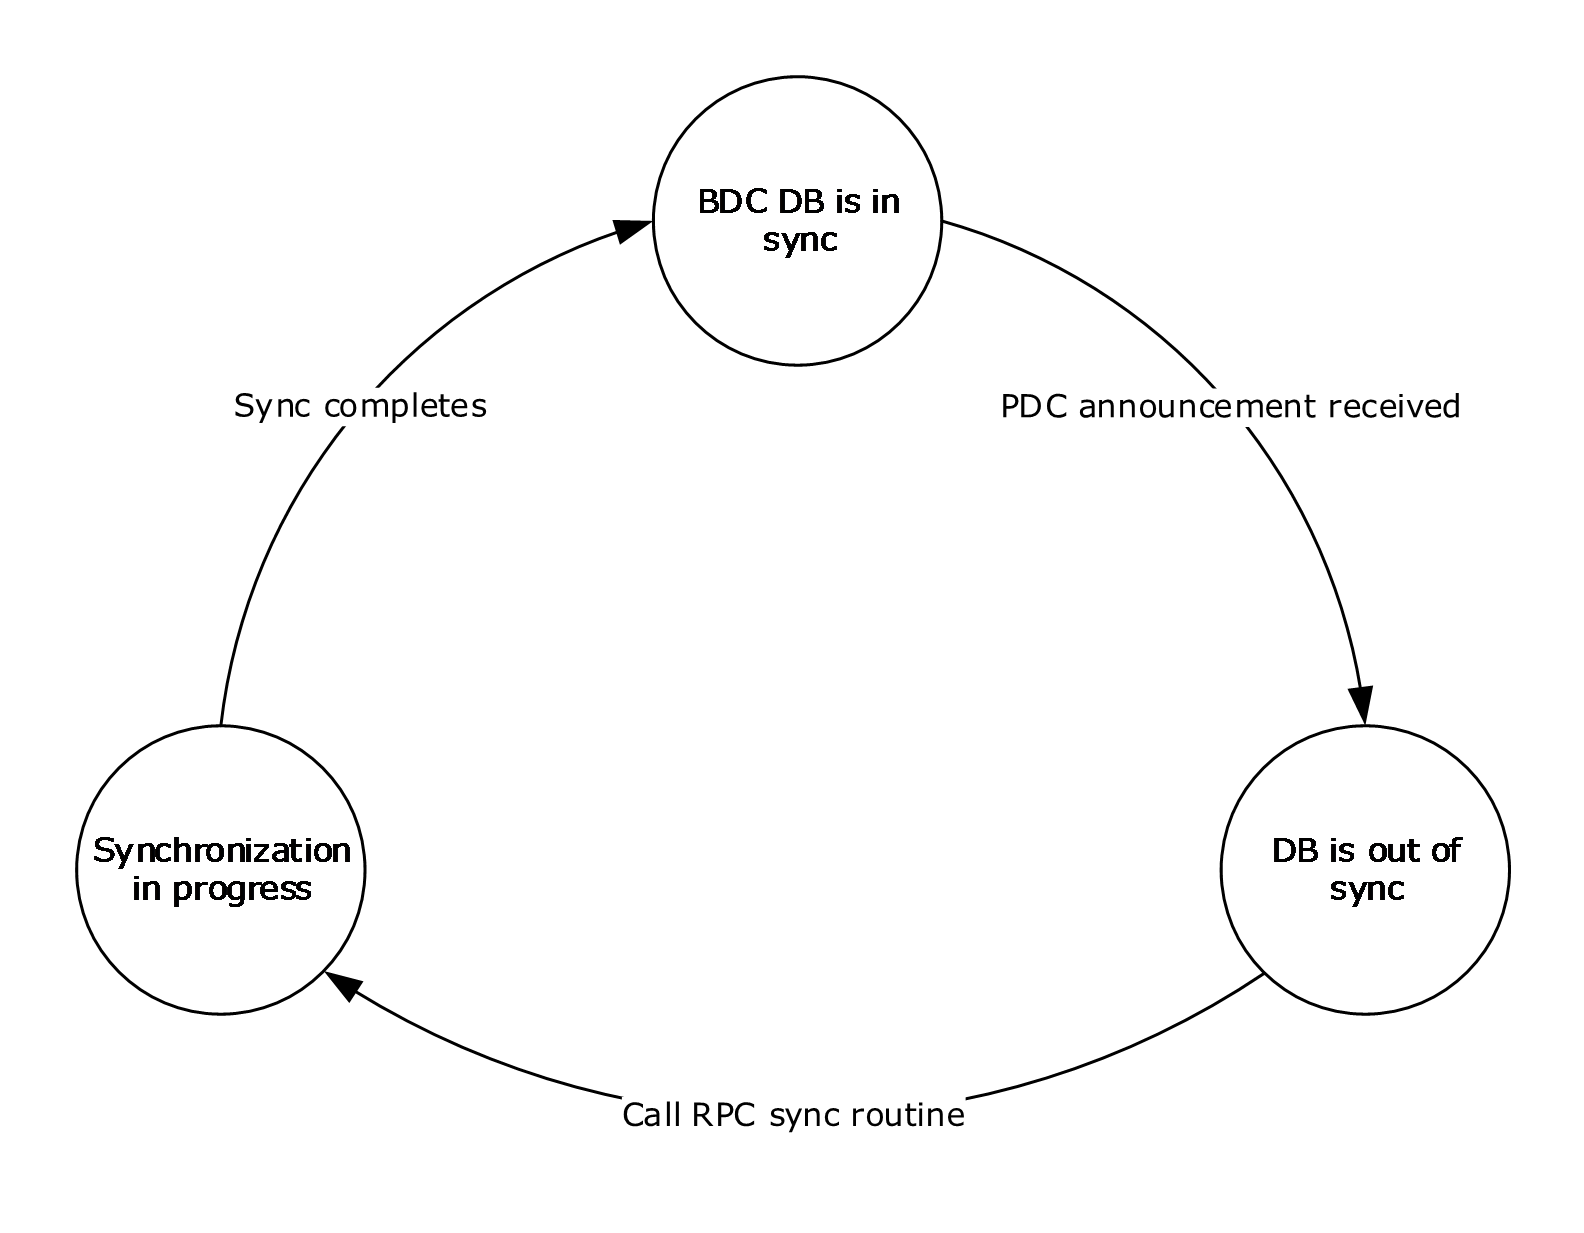 BDC DB is in
sync
Sync completes
PDC announcement received
Synchronization
in progress
DB is out of
sync
Call RPC sync routine